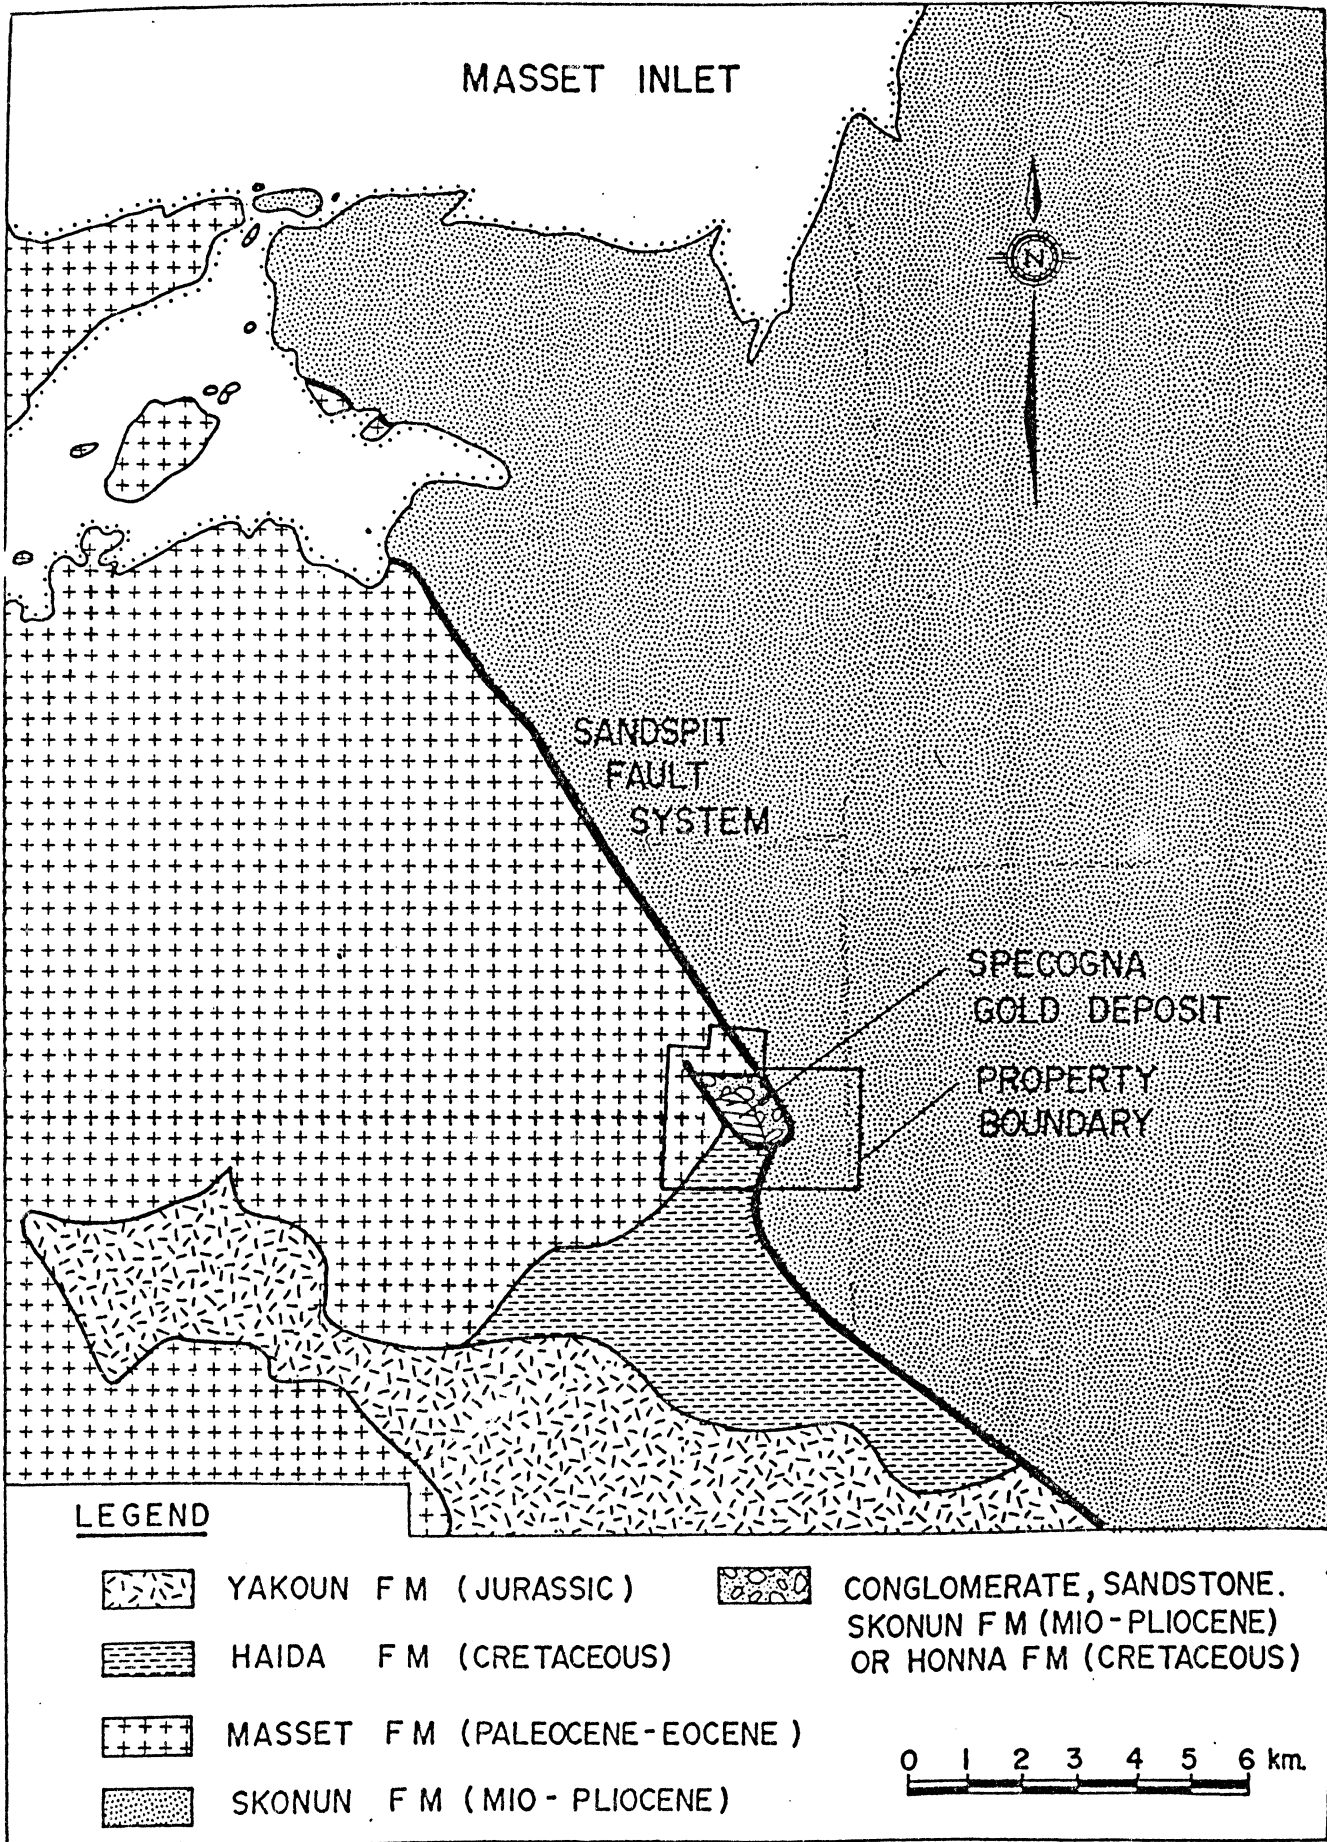 MASSET INLET
N
SANDSPIT
FAULT
SYSTEM
SPECOGNA
GOLD DEPOSIT
PROPERTY
BOUNDARY
LEGEND
YAKOUN FM (JURASSIC)
HAIDA FM (CRETACEOUS)
MASSET FM (PALEOCENE-EOCENE)
SKONUN FM (MIO-PLIOCENE)
CONGLOMERATE, SANDSTONE.
SKONUN FM (MIO-PLIOCENE)
OR HONNA FM (CRETACEOUS)
0 1 2 3 4 5 6 km.